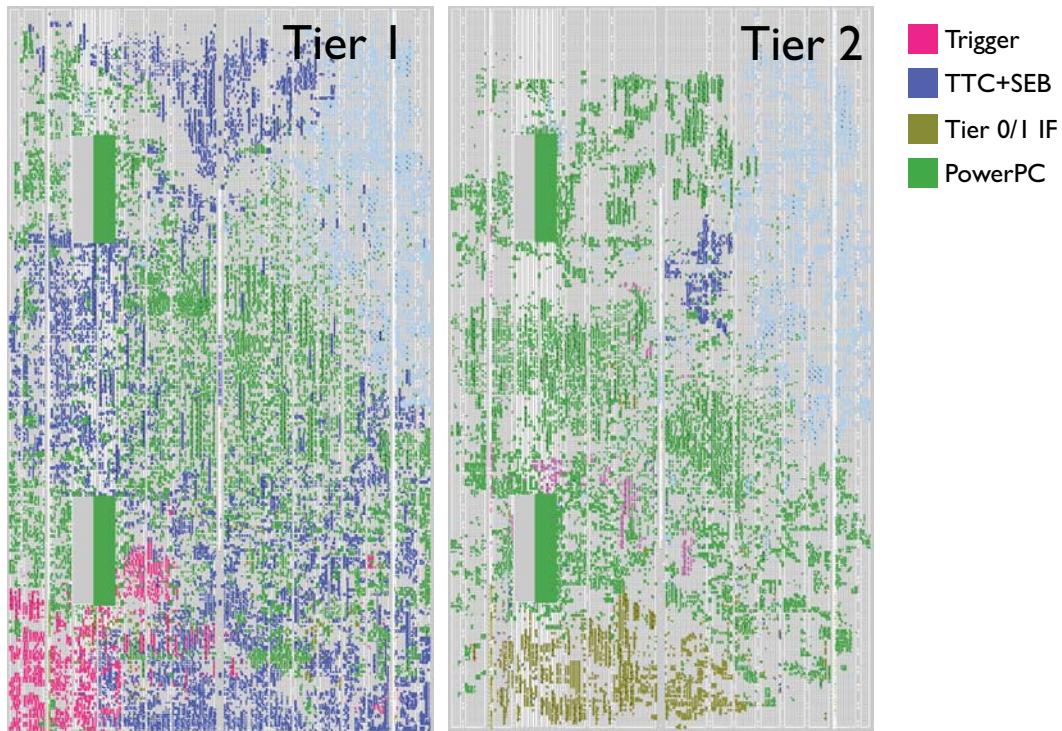 Tier 1
Tier 2
Trigger
TTC+SEB
Tier 0/1 IF
PowerPC